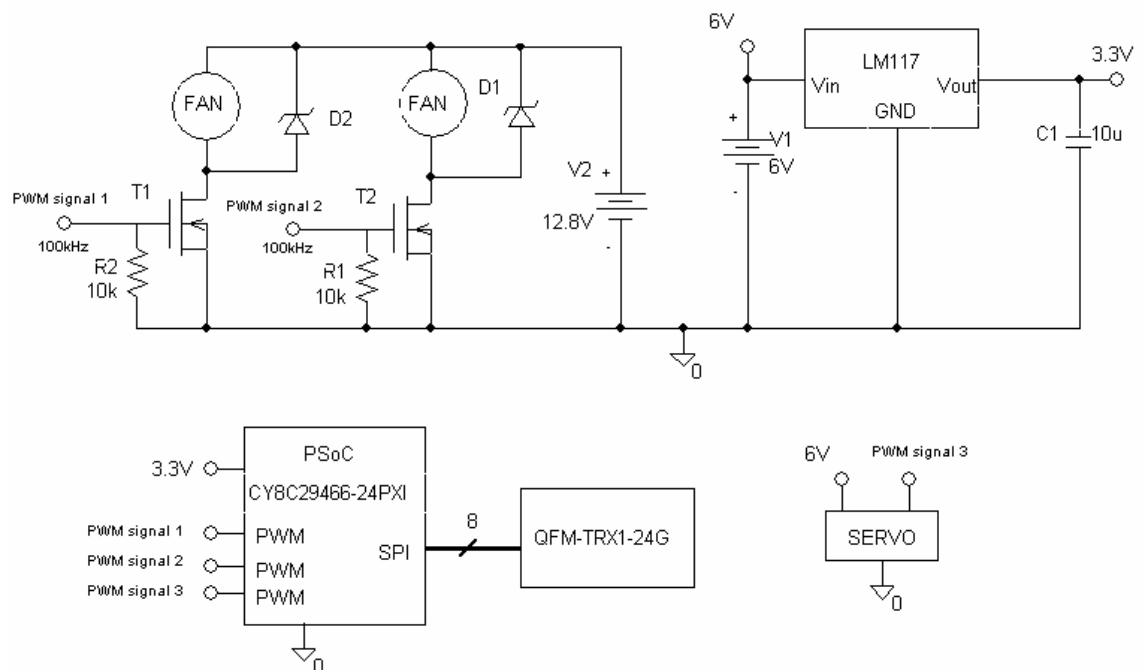 FAN
D2
FAN
D1
T1
PWM signal 1
100kHz
R2
10k
T2
PWM signal 2
100kHz
R1
10k
V2
+
12.8V
-
0
6V
LM117
Vin
Vout
GND
3.3V
+
V1
6V
-
C1
10u
PSoC
CY8C29466-24PXI
3.3V
PWM signal 1
PWM
PWM signal 2
PWM
PWM signal 3
PWM
SPI
8
QFM-TRX1-24G
0
6V
PWM signal 3
SERVO
0